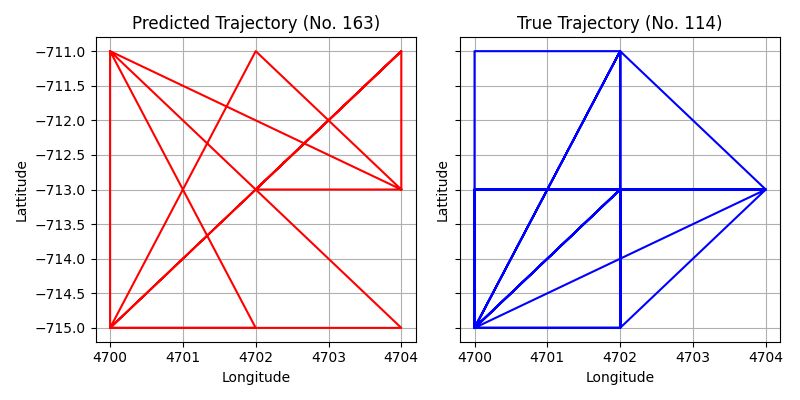 Predicted Trajectory (No. 163)
True Trajectory (No. 114)
−711.0
−711.5
−712.0
−712.5
−713.0
−713.5
−714.0
−714.5
−715.0
Lattitude
Lattitude
4700 4701 4702 4703 4704
4700 4701 4702 4703 4704
Longitude
Longitude